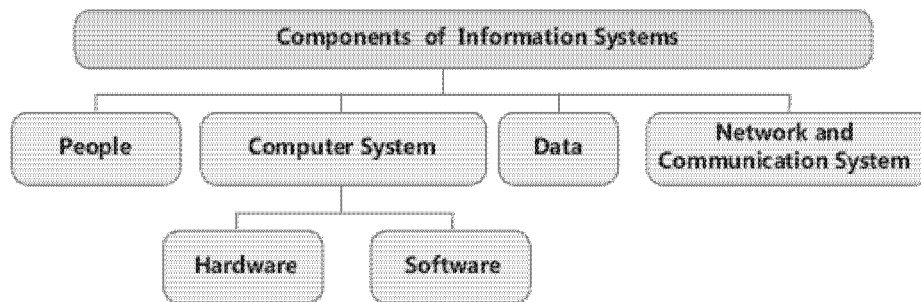 Components of Information Systems
People
Computer System
Data
Network and
Communication System
Hardware
Software